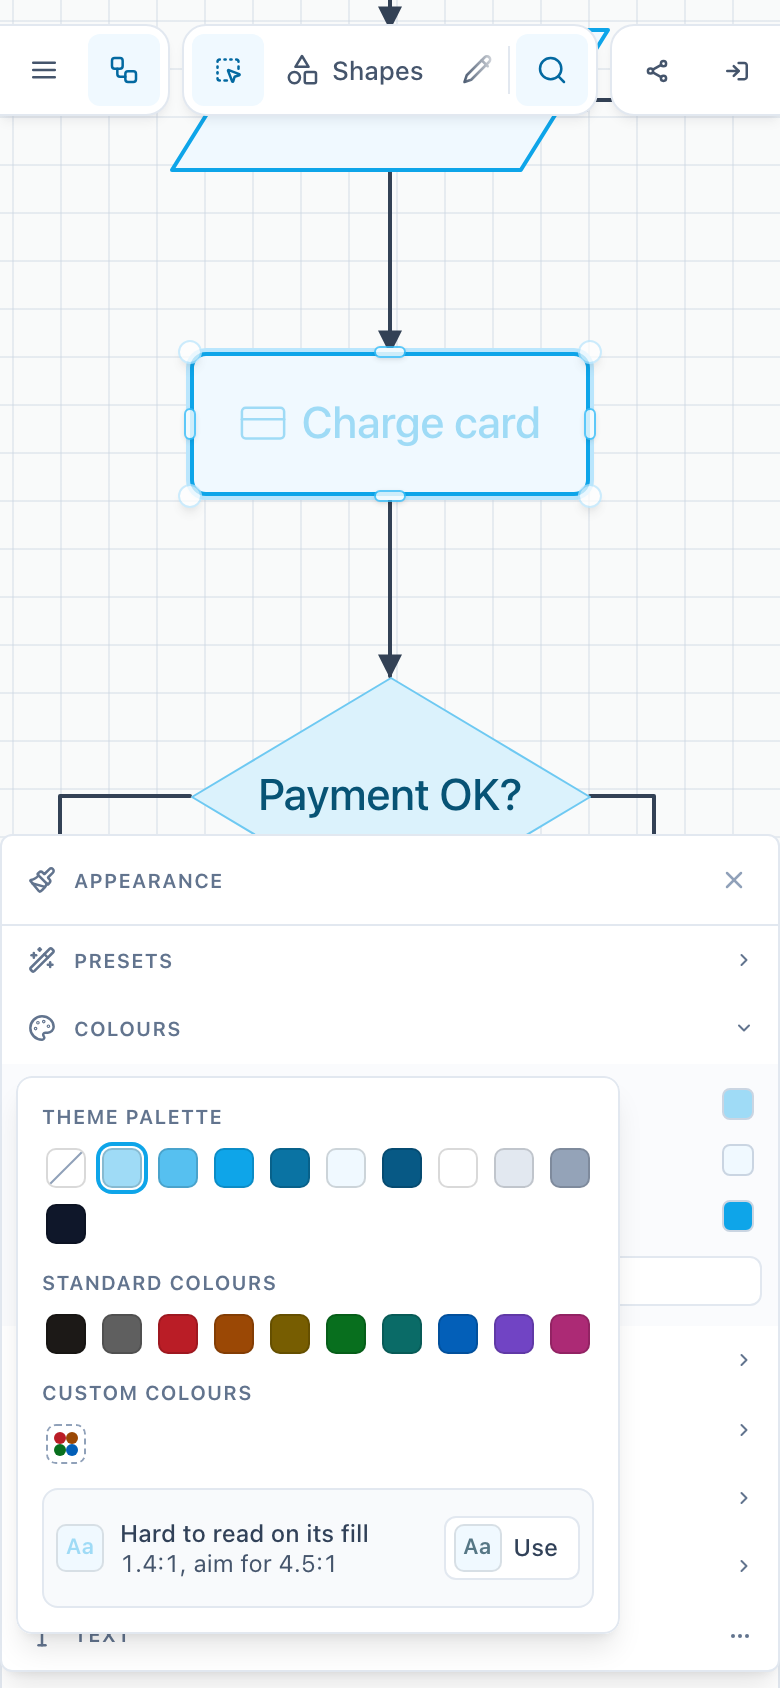 Shapes
Charge card
Payment OK?
APPEARANCE
PRESETS
COLOURS
THEME PALETTE
STANDARD COLOURS
CUSTOM COLOURS
Aa
Hard to read on its fill
1.4:1, aim for 4.5:1
Aa
Use
TEXT